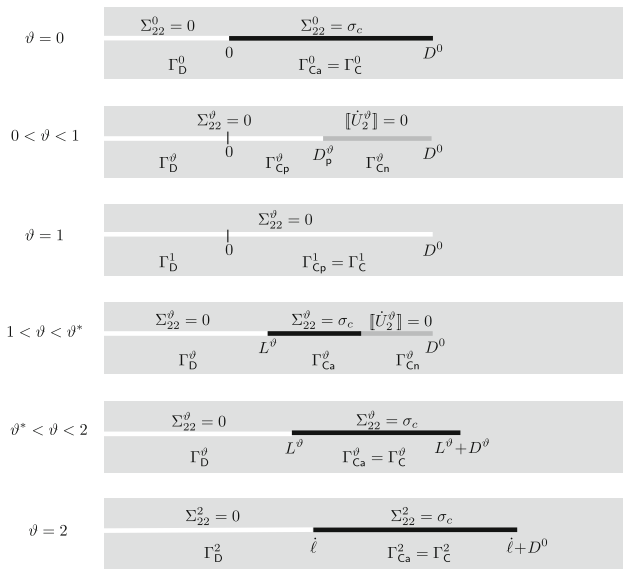 Σ⁰₂₂ = 0 Σ⁰₂₂ = σ_c
ϑ = 0
0 D⁰
Γ⁰_D Γ⁰_Ca = Γ⁰_C
Σ^ϑ₂₂ = 0 ⟦U̇^ϑ₂⟧ = 0
0 < ϑ < 1
0 D^ϑ_p D⁰
Γ^ϑ_D Γ^ϑ_Cp Γ^ϑ_Cn
Σ^ϑ₂₂ = 0
ϑ = 1
0 D⁰
Γ¹_D Γ¹_Cp = Γ¹_C
Σ^ϑ₂₂ = 0 Σ^ϑ₂₂ = σ_c ⟦U̇^ϑ₂⟧ = 0
1 < ϑ < ϑ*
L^ϑ D⁰
Γ^ϑ_D Γ^ϑ_Ca Γ^ϑ_Cn
Σ^ϑ₂₂ = 0 Σ^ϑ₂₂ = σ_c
ϑ* < ϑ < 2
L^ϑ L^ϑ+D^ϑ
Γ^ϑ_D Γ^ϑ_Ca = Γ^ϑ_C
Σ²₂₂ = 0 Σ²₂₂ = σ_c
ϑ = 2
ℓ̇ ℓ̇+D⁰
Γ²_D Γ²_Ca = Γ²_C